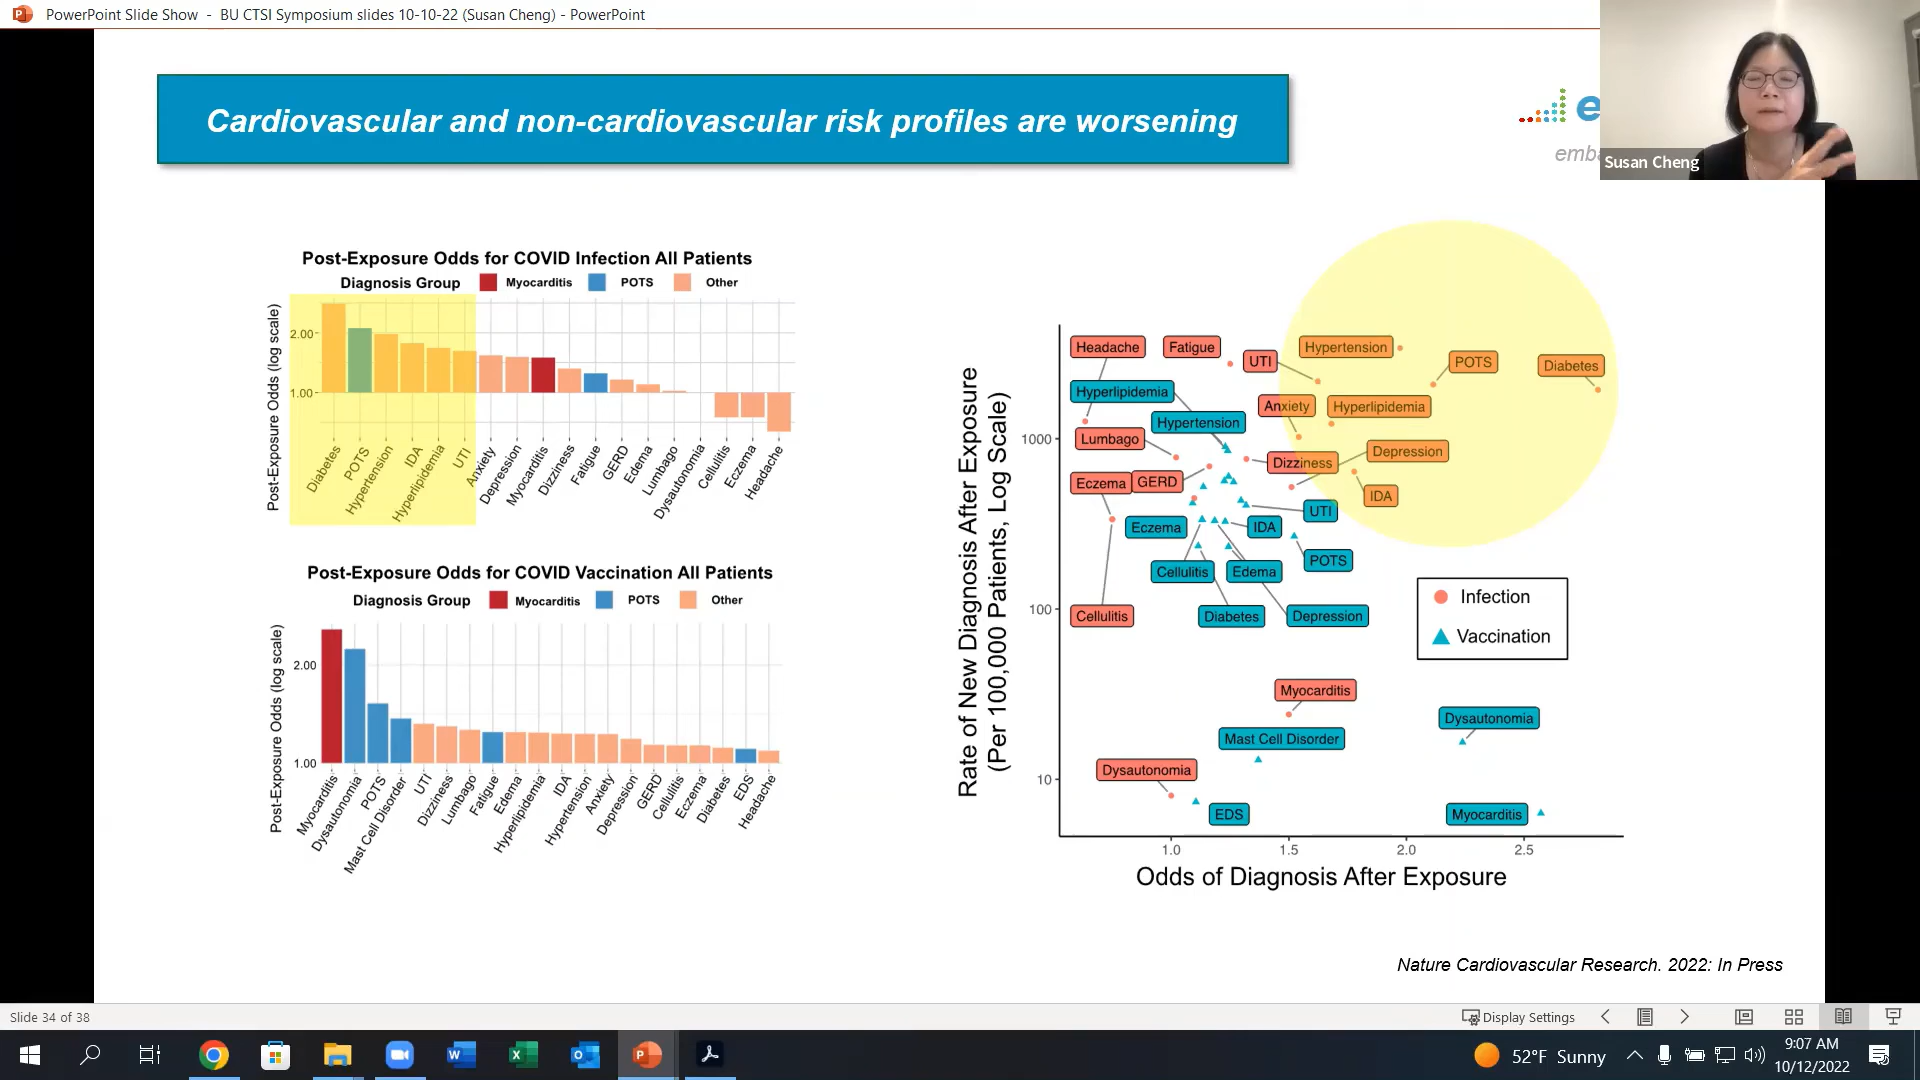 PowerPoint Slide Show - BU CTSI Symposium slides 10-10-22 (Susan Cheng) - PowerPoint
Cardiovascular and non-cardiovascular risk profiles are worsening
Susan Cheng
Post-Exposure Odds for COVID Infection All Patients
Diagnosis Group Myocarditis POTS Other
Post-Exposure Odds (log scale)
2.00
1.00
Diabetes
POTS
Hypertension
IDA
Hyperlipidemia
UTI
Anxiety
Depression
Myocarditis
Dizziness
Fatigue
GERD
Edema
Lumbago
Dysautonomia
Cellulitis
Eczema
Headache
Post-Exposure Odds for COVID Vaccination All Patients
Diagnosis Group Myocarditis POTS Other
Post-Exposure Odds (log scale)
2.00
1.00
Myocarditis
Dysautonomia
POTS
Mast Cell Disorder
UTI
Dizziness
Lumbago
Fatigue
Edema
Hyperlipidemia
IDA
Hypertension
Anxiety
Depression
GERD
Cellulitis
Eczema
Diabetes
EDS
Headache
Rate of New Diagnosis After Exposure
(Per 100,000 Patients, Log Scale)
1000
100
10
Headache
Fatigue
UTI
Hypertension
POTS
Diabetes
Hyperlipidemia
Hypertension
Anxiety
Hyperlipidemia
Lumbago
Dizziness
Depression
Eczema
GERD
IDA
UTI
Eczema
IDA
POTS
Cellulitis
Edema
Cellulitis
Diabetes
Depression
Infection
Vaccination
Myocarditis
Dysautonomia
Mast Cell Disorder
Dysautonomia
EDS
Myocarditis
1.0 1.5 2.0 2.5
Odds of Diagnosis After Exposure
Nature Cardiovascular Research. 2022: In Press
Slide 34 of 38
Display Settings
52°F Sunny
9:07 AM
10/12/2022